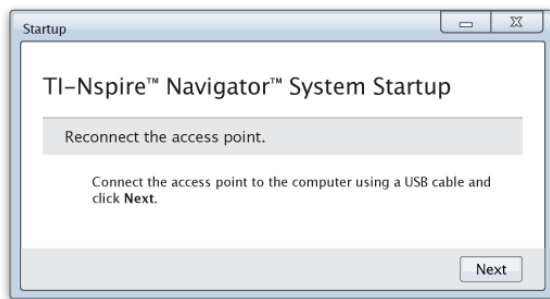 Startup
TI-Nspire™ Navigator™ System Startup
Reconnect the access point.
Connect the access point to the computer using a USB cable and
click Next.
Next